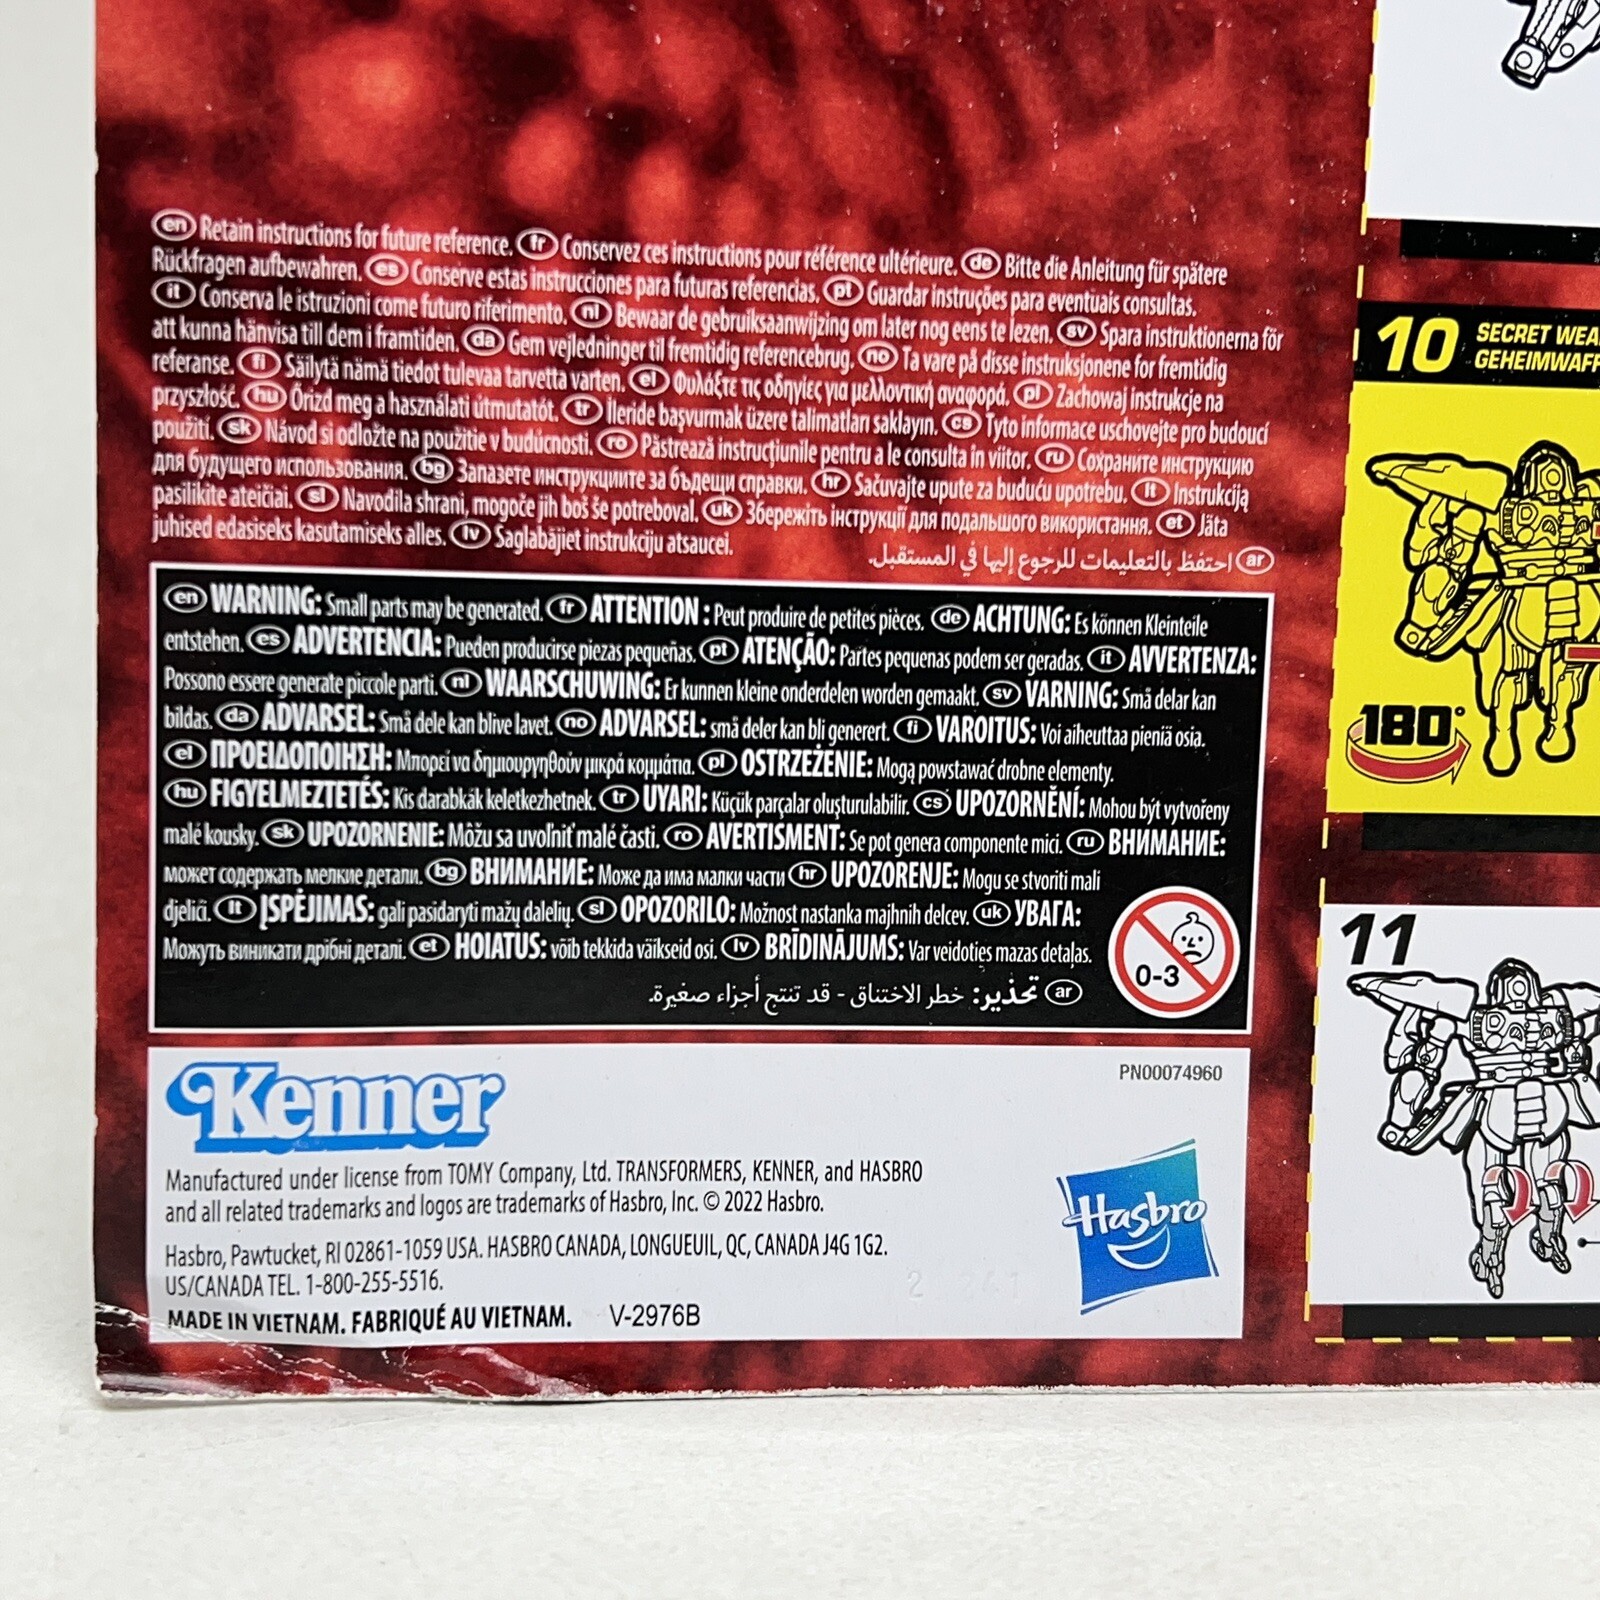 en Retain instructions for future reference. fr Conservez ces instructions pour référence ultérieure. de Bitte die Anleitung für spätere
Rückfragen aufbewahren. es Conserve estas instrucciones para futuras referencias. pt Guardar instruções para eventuais consultas.
it Conserva le istruzioni come futuro riferimento. nl Bewaar de gebruiksaanwijzing om later nog eens te lezen. sv Spara instruktionerna för
att kunna hänvisa till dem i framtiden. da Gem vejledninger til fremtidig referencebrug. no Ta vare på disse instruksjonene for fremtidig
referanse. fi Säilytä nämä tiedot tulevaa tarvetta varten. el Φυλάξτε τις οδηγίες για μελλοντική αναφορά. pl Zachowaj instrukcje na
przyszłość. hu Őrizd meg a használati útmutatót. tr İleride başvurmak üzere talimatları saklayın. cs Tyto informace uschovejte pro budoucí
použití. sk Návod si odložte na použitie v budúcnosti. ro Păstrează instrucțiunile pentru a le consulta în viitor. ru Сохраните инструкцию
для будущего использования. bg Запазете инструкциите за бъдещи справки. hr Sačuvajte upute za buduću upotrebu. lt Instrukciją
pasilikite ateičiai. sl Navodila shrani, mogoče jih boš še potreboval. uk Збережіть інструкції для подальшого використання. et Jäta
juhised edasiseks kasutamiseks alles. lv Saglabājiet instrukciju atsaucei.
ar احتفظ بالتعليمات للرجوع إليها في المستقبل.
en WARNING: Small parts may be generated. fr ATTENTION : Peut produire de petites pièces. de ACHTUNG: Es können Kleinteile
entstehen. es ADVERTENCIA: Pueden producirse piezas pequeñas. pt ATENÇÃO: Partes pequenas podem ser geradas. it AVVERTENZA:
Possono essere generate piccole parti. nl WAARSCHUWING: Er kunnen kleine onderdelen worden gemaakt. sv VARNING: Små delar kan
bildas. da ADVARSEL: Små dele kan blive lavet. no ADVARSEL: små deler kan bli generert. fi VAROITUS: Voi aiheuttaa pieniä osia.
el ΠΡΟΕΙΔΟΠΟΙΗΣΗ: Μπορεί να δημιουργηθούν μικρά κομμάτια. pl OSTRZEŻENIE: Mogą powstawać drobne elementy.
hu FIGYELMEZTETÉS: Kis darabkák keletkezhetnek. tr UYARI: Küçük parçalar oluşturulabilir. cs UPOZORNĚNÍ: Mohou být vytvořeny
malé kousky. sk UPOZORNENIE: Môžu sa uvoľniť malé časti. ro AVERTISMENT: Se pot genera componente mici. ru ВНИМАНИЕ:
может содержать мелкие детали. bg ВНИМАНИЕ: Може да има малки части hr UPOZORENJE: Mogu se stvoriti mali
djelići. lt ĮSPĖJIMAS: gali pasidaryti mažų dalelių. sl OPOZORILO: Možnost nastanka majhnih delcev. uk УВАГА:
Можуть виникати дрібні деталі. et HOIATUS: võib tekkida väikseid osi. lv BRĪDINĀJUMS: Var veidoties mazas detaļas.
ar تحذير: خطر الاختناق - قد تنتج أجزاء صغيرة.
0-3
Kenner
PN00074960
Manufactured under license from TOMY Company, Ltd. TRANSFORMERS, KENNER, and HASBRO
and all related trademarks and logos are trademarks of Hasbro, Inc. © 2022 Hasbro.
Hasbro, Pawtucket, RI 02861-1059 USA. HASBRO CANADA, LONGUEUIL, QC, CANADA J4G 1G2.
US/CANADA TEL. 1-800-255-5516.
MADE IN VIETNAM. FABRIQUÉ AU VIETNAM. V-2976B
Hasbro
10 SECRET
180°
11